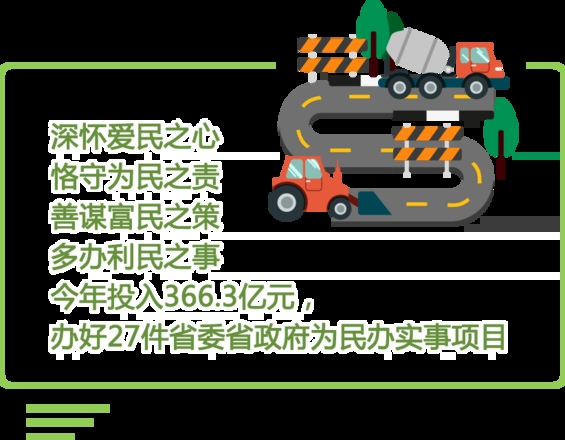 深怀爱民之心
恪守为民之责
善谋富民之策
多办利民之事
今年投入366.3亿元，
办好27件省委省政府为民办实事项目